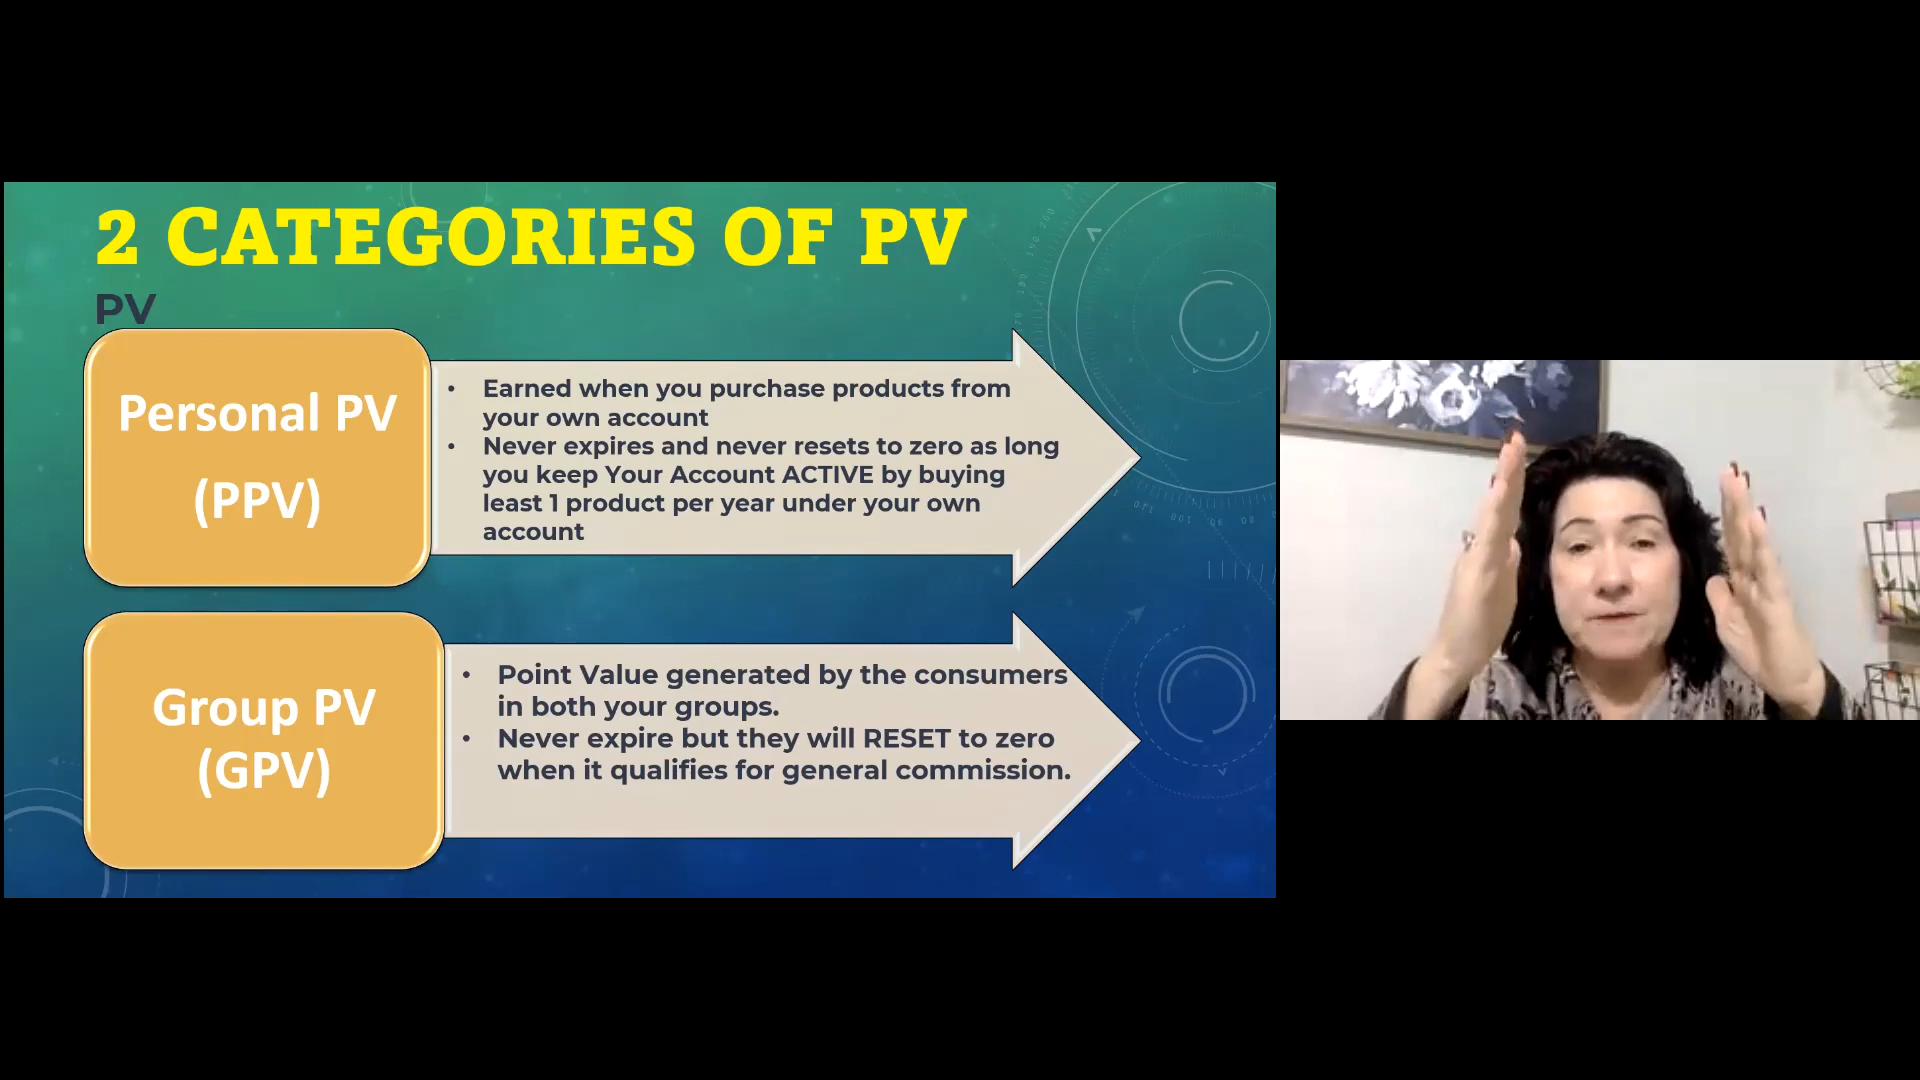 2 CATEGORIES OF PV
PV
Personal PV
(PPV)
• Earned when you purchase products from
your own account
• Never expires and never resets to zero as long
you keep Your Account ACTIVE by buying
least 1 product per year under your own
account
Group PV
(GPV)
• Point Value generated by the consumers
in both your groups.
• Never expire but they will RESET to zero
when it qualifies for general commission.